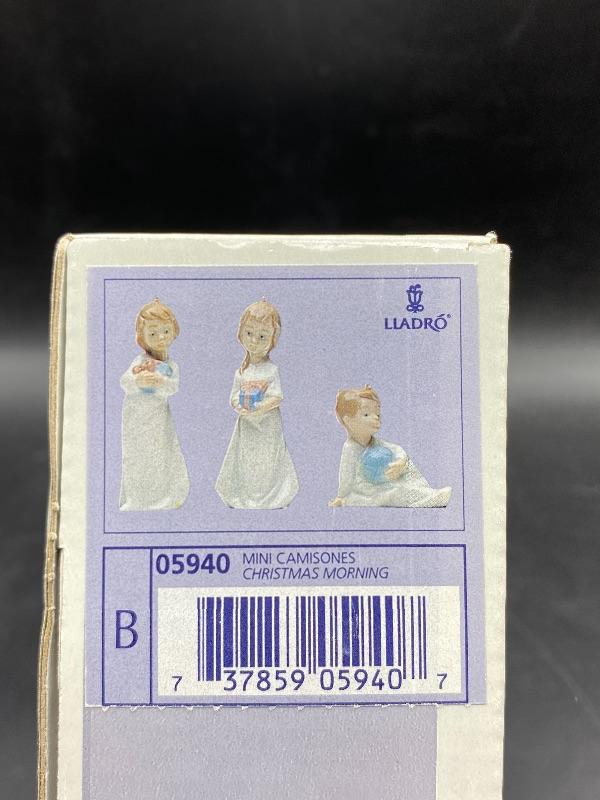 LLADRÓ®
05940 MINI CAMISONES
CHRISTMAS MORNING
B
7 37859 05940 7